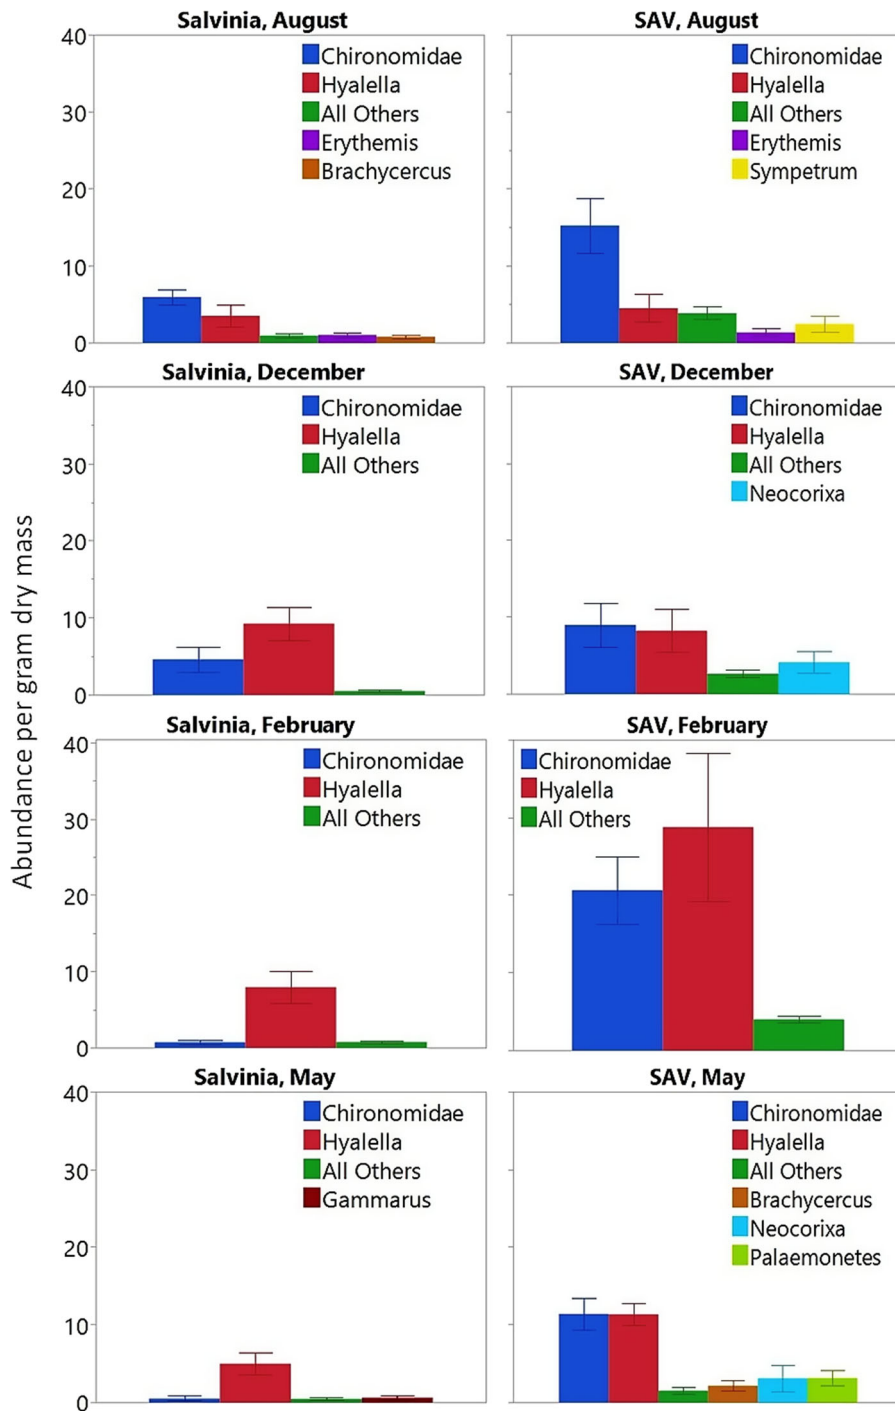 Abundance per gram dry mass
Salvinia, August
40
30
20
10
0
Chironomidae
Hyalella
All Others
Erythemis
Brachycercus
SAV, August
Chironomidae
Hyalella
All Others
Erythemis
Sympetrum
Salvinia, December
40
30
20
10
0
Chironomidae
Hyalella
All Others
SAV, December
Chironomidae
Hyalella
All Others
Neocorixa
Salvinia, February
40
30
20
10
0
Chironomidae
Hyalella
All Others
SAV, February
Chironomidae
Hyalella
All Others
Salvinia, May
40
30
20
10
0
Chironomidae
Hyalella
All Others
Gammarus
SAV, May
Chironomidae
Hyalella
All Others
Brachycercus
Neocorixa
Palaemonetes